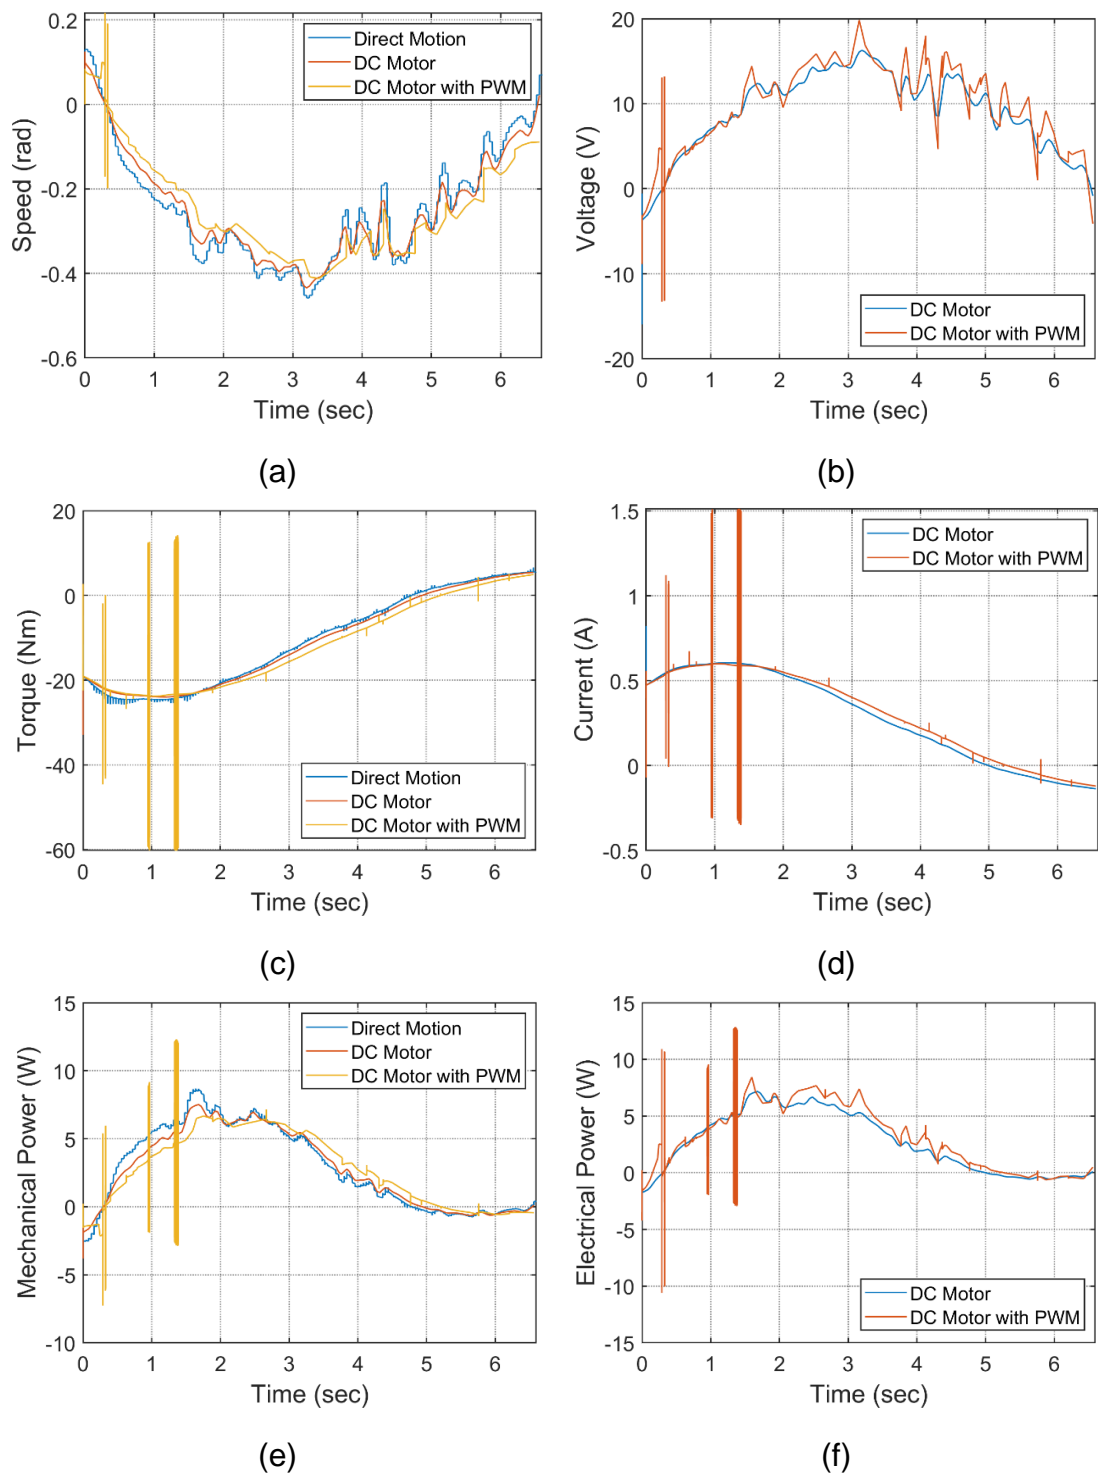 0.2
0
-0.2
-0.4
-0.6
Speed (rad)
Direct Motion
DC Motor
DC Motor with PWM
0 1 2 3 4 5 6
Time (sec)
(a)
20
10
0
-10
-20
Voltage (V)
DC Motor
DC Motor with PWM
0 1 2 3 4 5 6
Time (sec)
(b)
20
0
-20
-40
-60
Torque (Nm)
Direct Motion
DC Motor
DC Motor with PWM
0 1 2 3 4 5 6
Time (sec)
(c)
1.5
1
0.5
0
-0.5
Current (A)
DC Motor
DC Motor with PWM
0 1 2 3 4 5 6
Time (sec)
(d)
15
10
5
0
-5
-10
Mechanical Power (W)
Direct Motion
DC Motor
DC Motor with PWM
0 1 2 3 4 5 6
Time (sec)
(e)
15
10
5
0
-5
-10
-15
Electrical Power (W)
DC Motor
DC Motor with PWM
0 1 2 3 4 5 6
Time (sec)
(f)